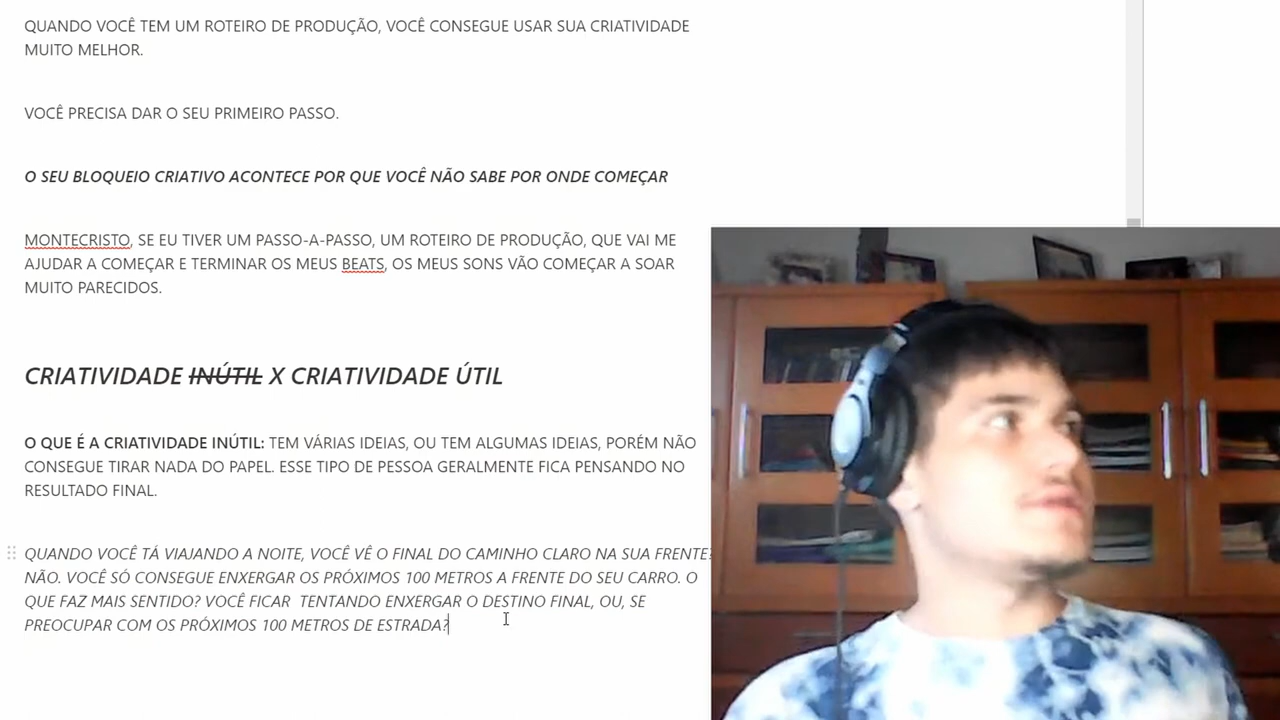 QUANDO VOCÊ TEM UM ROTEIRO DE PRODUÇÃO, VOCÊ CONSEGUE USAR SUA CRIATIVIDADE
MUITO MELHOR.
VOCÊ PRECISA DAR O SEU PRIMEIRO PASSO.
O SEU BLOQUEIO CRIATIVO ACONTECE POR QUE VOCÊ NÃO SABE POR ONDE COMEÇAR
MONTECRISTO, SE EU TIVER UM PASSO-A-PASSO, UM ROTEIRO DE PRODUÇÃO, QUE VAI ME
AJUDAR A COMEÇAR E TERMINAR OS MEUS BEATS, OS MEUS SONS VÃO COMEÇAR A SOAR
MUITO PARECIDOS.
CRIATIVIDADE INÚTIL X CRIATIVIDADE ÚTIL
O QUE É A CRIATIVIDADE INÚTIL: TEM VÁRIAS IDEIAS, OU TEM ALGUMAS IDEIAS, PORÉM NÃO
CONSEGUE TIRAR NADA DO PAPEL. ESSE TIPO DE PESSOA GERALMENTE FICA PENSANDO NO
RESULTADO FINAL.
QUANDO VOCÊ TÁ VIAJANDO A NOITE, VOCÊ VÊ O FINAL DO CAMINHO CLARO NA SUA FRENTE?
NÃO. VOCÊ SÓ CONSEGUE ENXERGAR OS PRÓXIMOS 100 METROS A FRENTE DO SEU CARRO. O
QUE FAZ MAIS SENTIDO? VOCÊ FICAR  TENTANDO ENXERGAR O DESTINO FINAL, OU, SE
PREOCUPAR COM OS PRÓXIMOS 100 METROS DE ESTRADA?